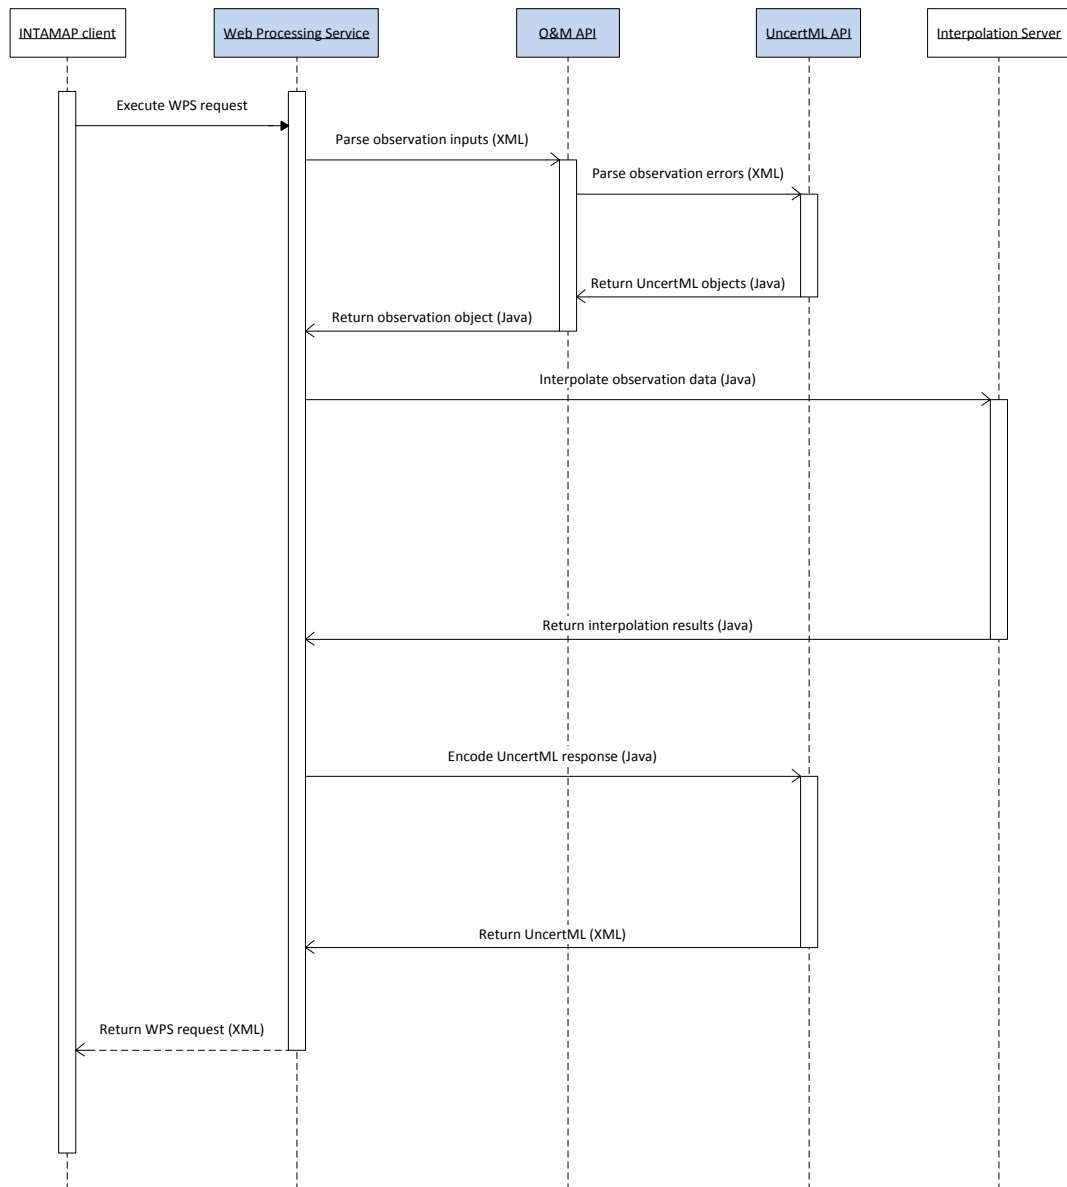 INTAMAP client
Web Processing Service
O&M API
UncertML API
Interpolation Server
Execute WPS request
Parse observation inputs (XML)
Parse observation errors (XML)
Return UncertML objects (Java)
Return observation object (Java)
Interpolate observation data (Java)
Return interpolation results (Java)
Encode UncertML response (Java)
Return UncertML (XML)
Return WPS request (XML)